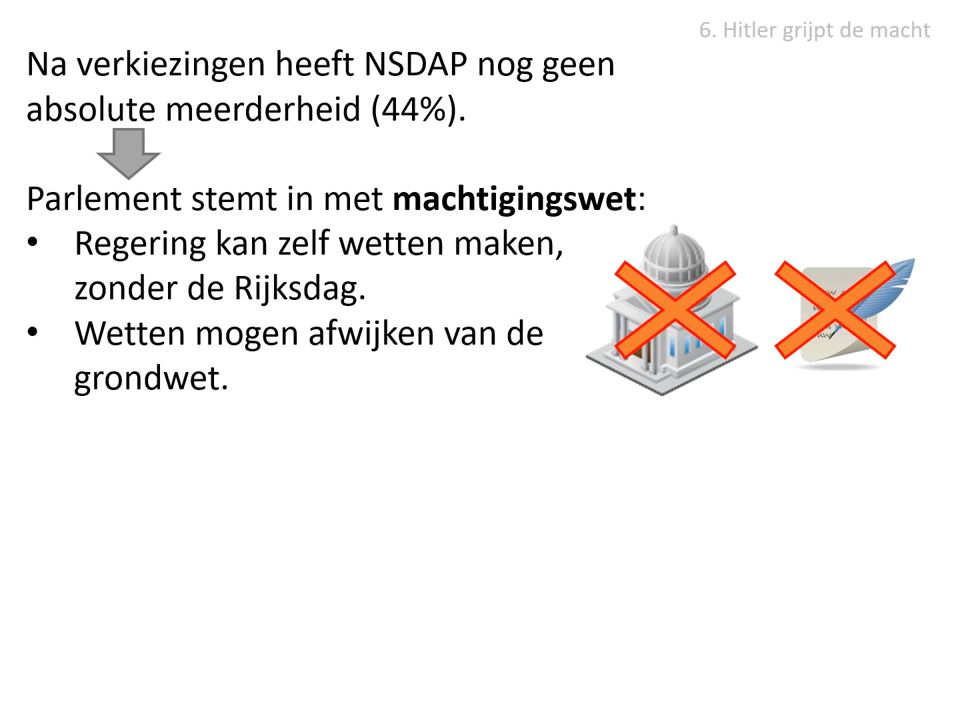 6. Hitler grijpt de macht
Na verkiezingen heeft NSDAP nog geen
absolute meerderheid (44%).
Parlement stemt in met machtigingswet:
• Regering kan zelf wetten maken,
zonder de Rijksdag.
• Wetten mogen afwijken van de
grondwet.